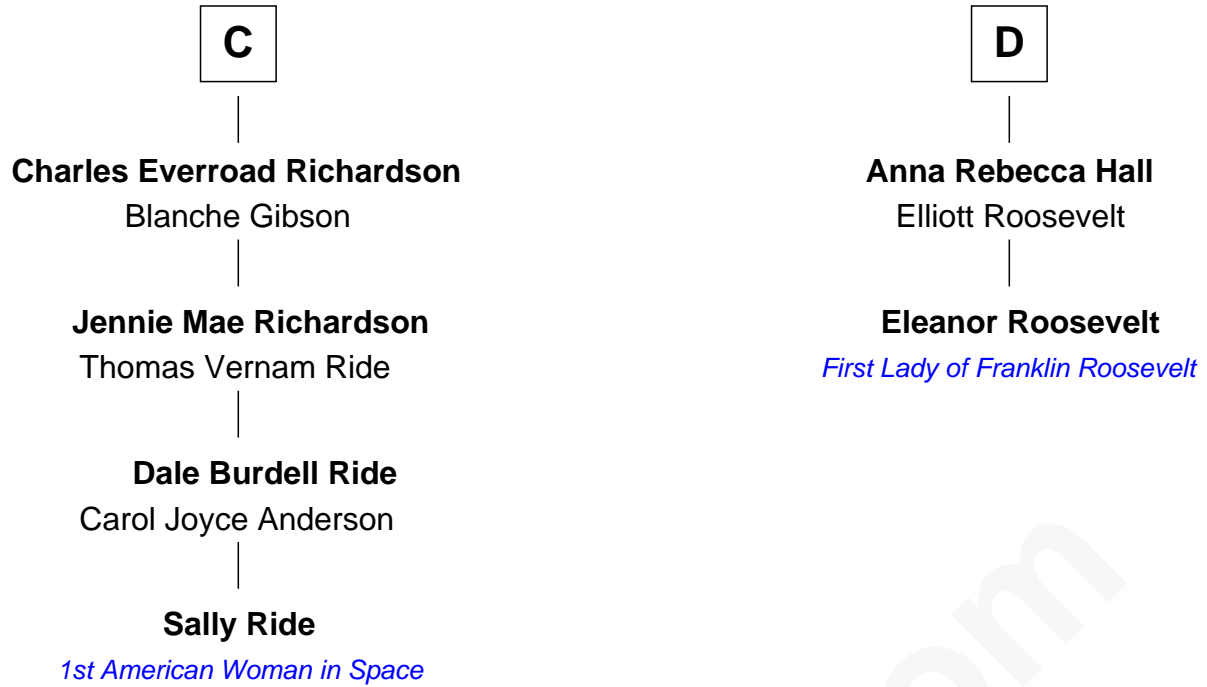 C
Charles Everroad Richardson
Blanche Gibson
Jennie Mae Richardson
Thomas Vernam Ride
Dale Burdell Ride
Carol Joyce Anderson
Sally Ride
1st American Woman in Space
D
Anna Rebecca Hall
Elliott Roosevelt
Eleanor Roosevelt
First Lady of Franklin Roosevelt
om